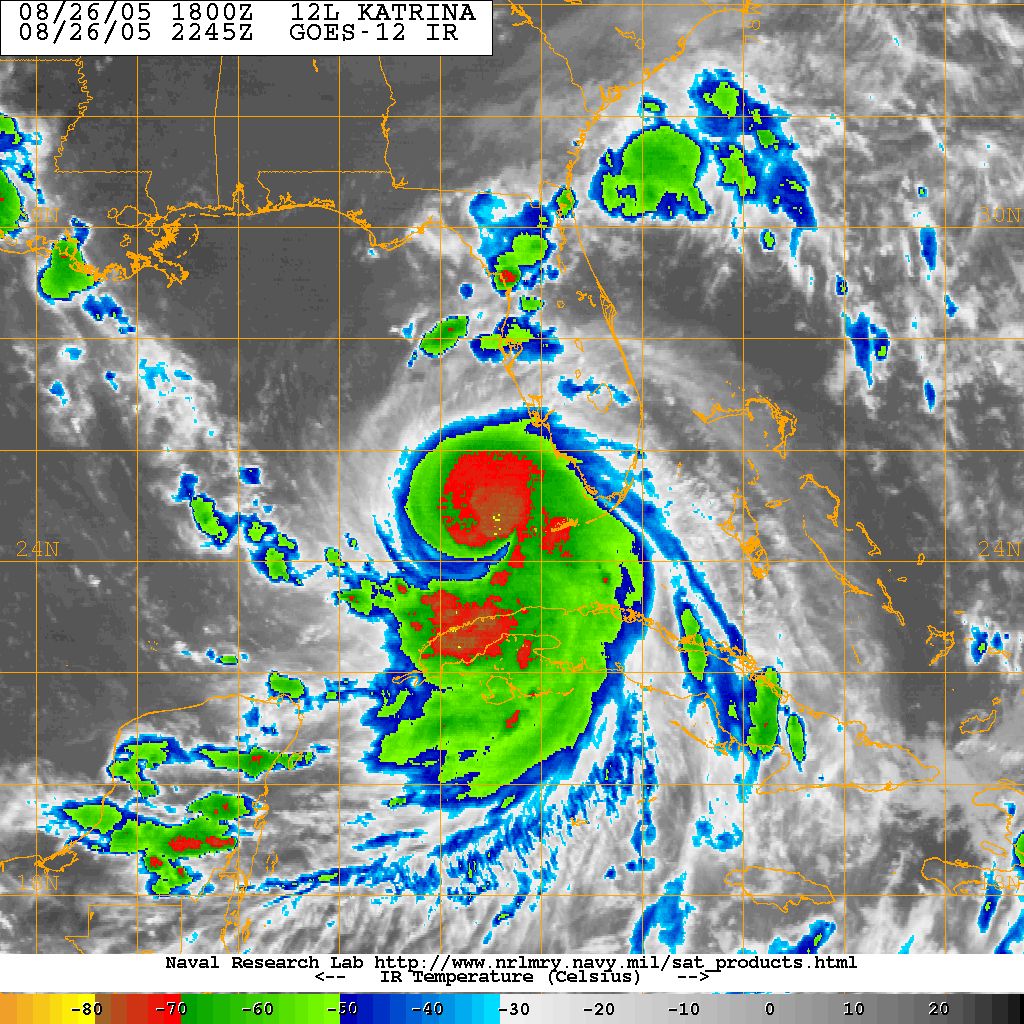 08/26/05 1800Z 12L KATRINA
08/26/05 2245Z GOES-12 IR
30N
24N 24N
18N
Naval Research Lab http://www.nrlmry.navy.mil/sat_products.html
<-- IR Temperature (Celsius) -->
-80 -70 -60 -50 -40 -30 -20 -10 0 10 20